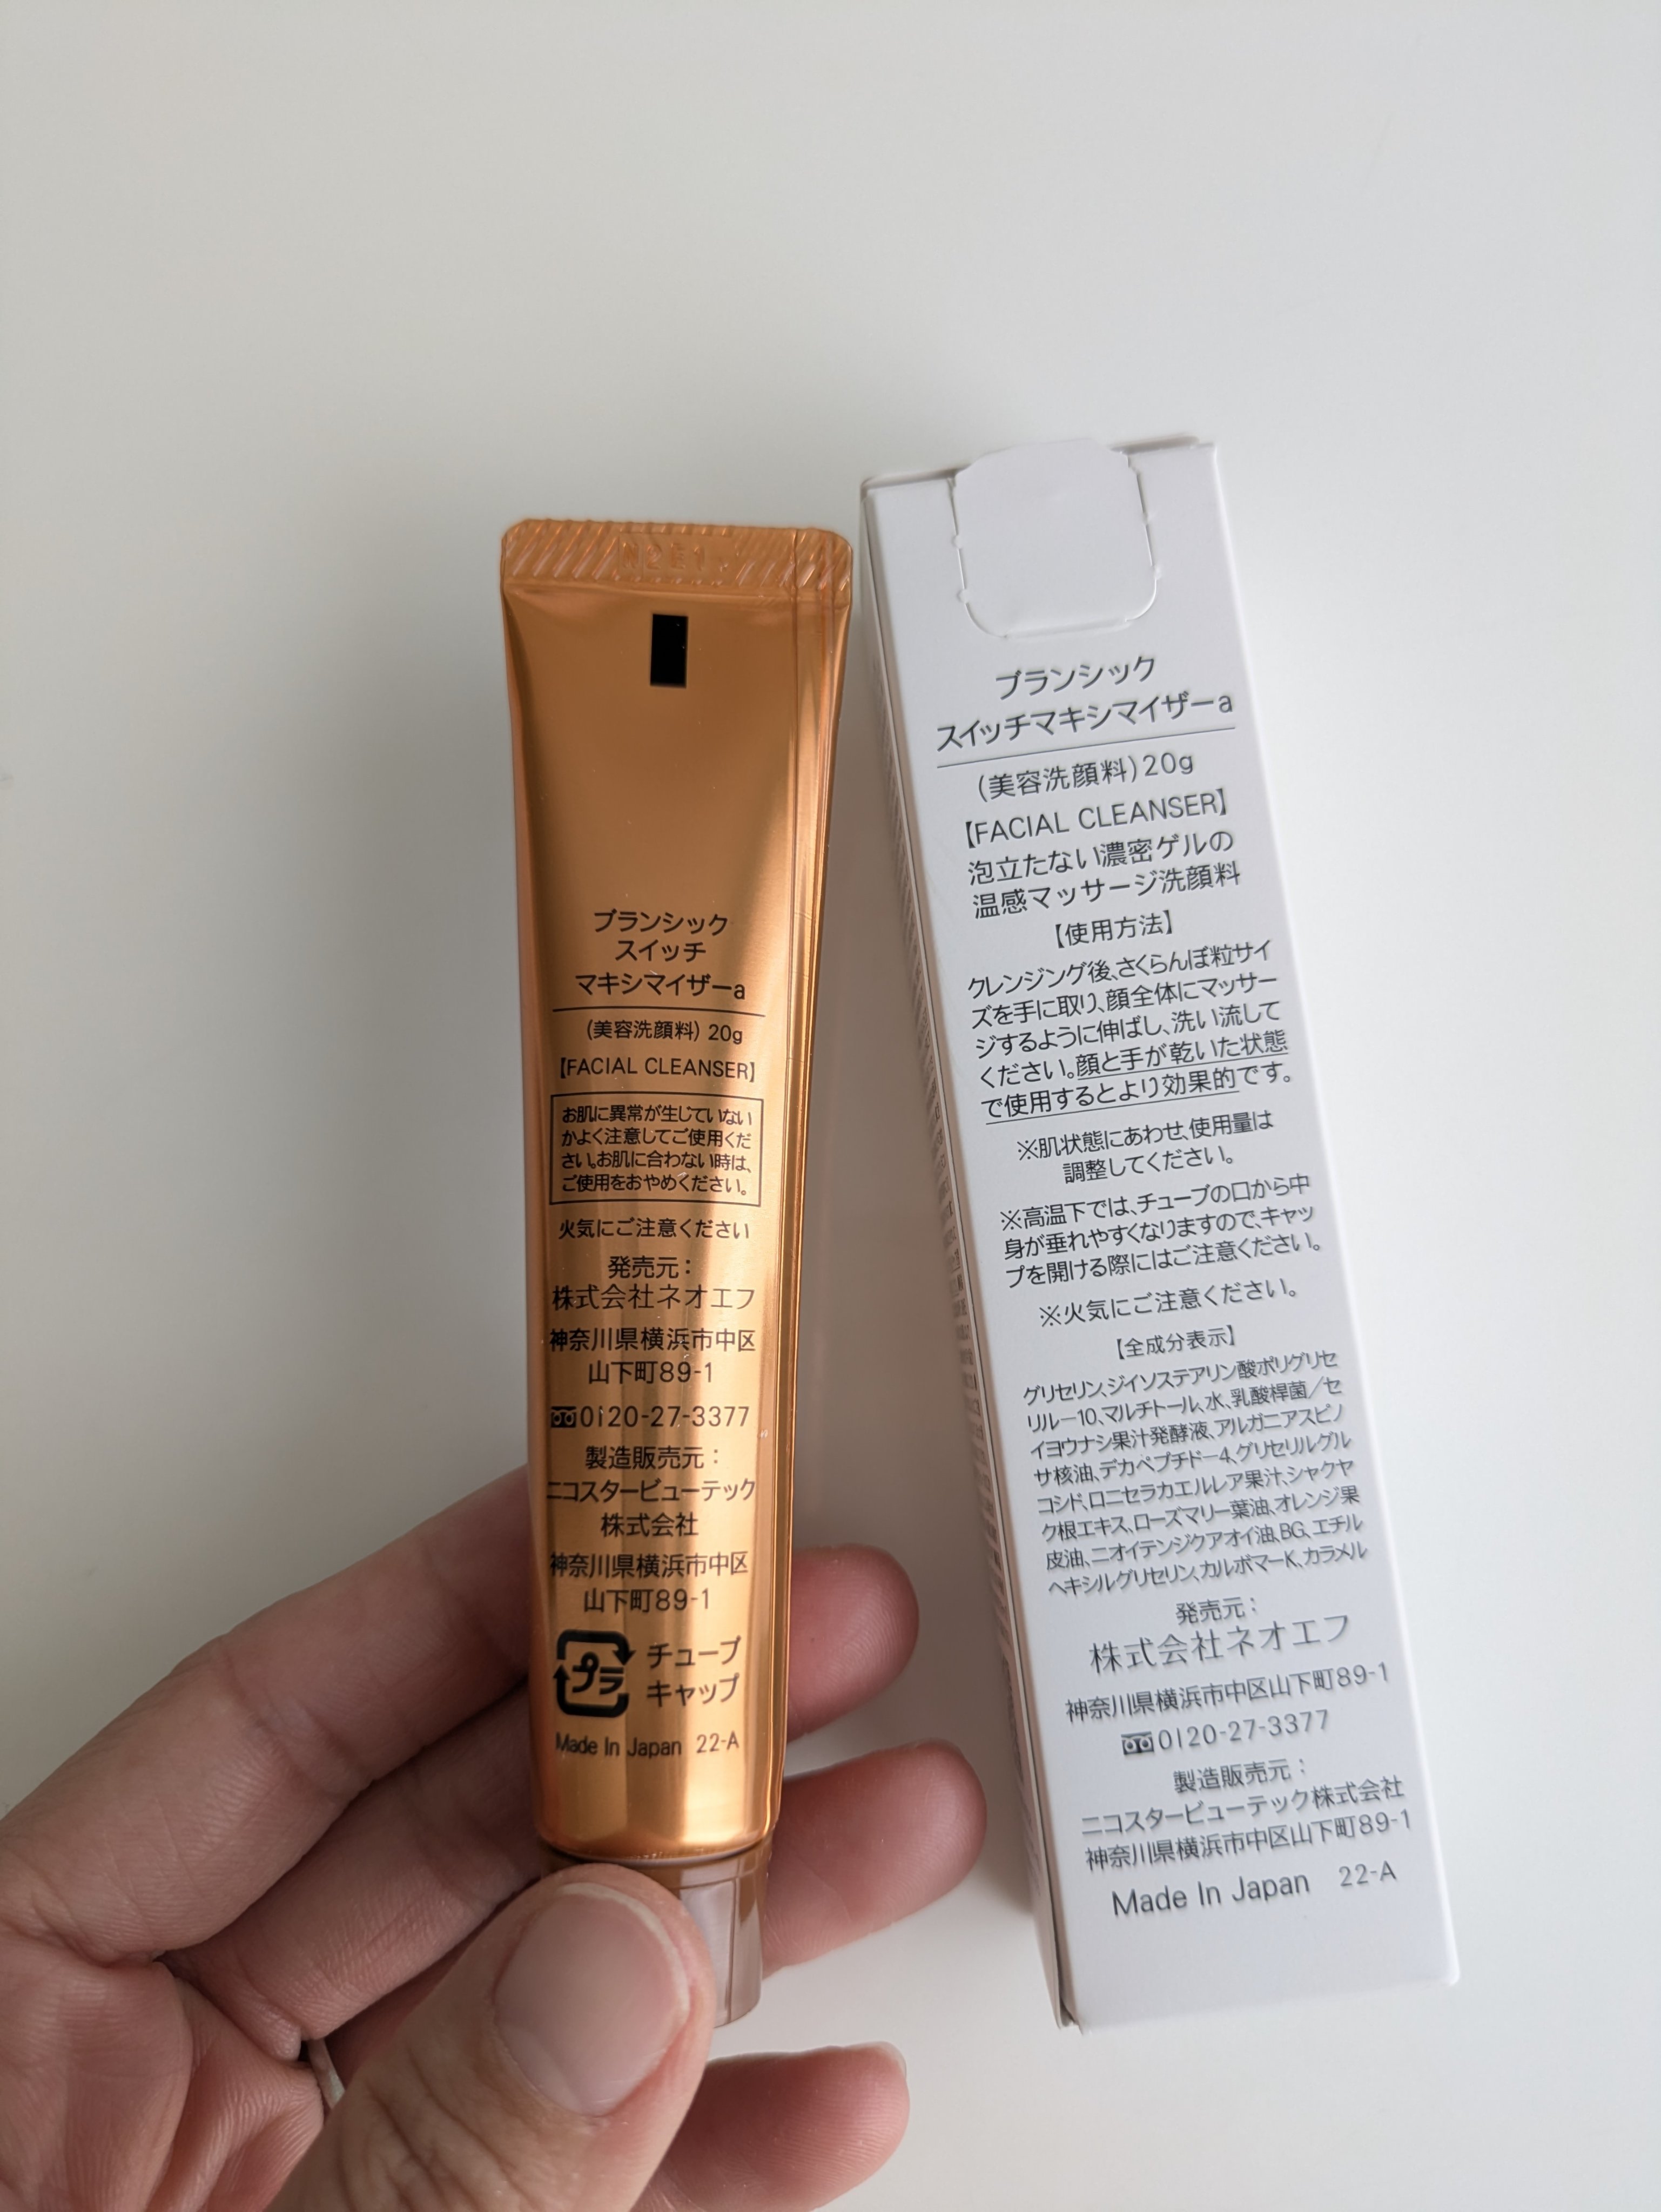 ブランシック
スイッチ
マキシマイザーa
(美容洗顔料) 20g
【FACIAL CLEANSER】
お肌に異常が生じていない
かよく注意してご使用くだ
さい。お肌に合わない時は、
ご使用をおやめください。
火気にご注意ください
発売元：
株式会社ネオエフ
神奈川県横浜市中区
山下町89-1
0120-27-3377
製造販売元：
ニコスタービューテック
株式会社
神奈川県横浜市中区
山下町89-1
プラ
チューブ
キャップ
Made In Japan 22-A
ブランシック
スイッチマキシマイザーa
(美容洗顔料)20g
【FACIAL CLEANSER】
泡立たない濃密ゲルの
温感マッサージ洗顔料
【使用方法】
クレンジング後、さくらんぼ粒サイ
ズを手に取り、顔全体にマッサー
ジするように伸ばし、洗い流して
ください。顔と手が乾いた状態
で使用するとより効果的です。
※肌状態にあわせ、使用量は
調整してください。
※高温下では、チューブの口から中
身が垂れやすくなりますので、キャッ
プを開ける際にはご注意ください。
※火気にご注意ください。
【全成分表示】
グリセリン、ジイソステアリン酸ポリグリセ
リル－10、マルチトール、水、乳酸桿菌／セ
イヨウナシ果汁発酵液、アルガニアスピノ
サ核油、デカペプチド－4、グリセリルグル
コシド、ロニセラカエルレア果汁、シャクヤ
ク根エキス、ローズマリー葉油、オレンジ果
皮油、ニオイテンジクアオイ油、BG、エチル
ヘキシルグリセリン、カルボマーK、カラメル
発売元：
株式会社ネオエフ
神奈川県横浜市中区山下町89-1
0120-27-3377
製造販売元：
ニコスタービューテック株式会社
神奈川県横浜市中区山下町89-1
Made In Japan 22-A